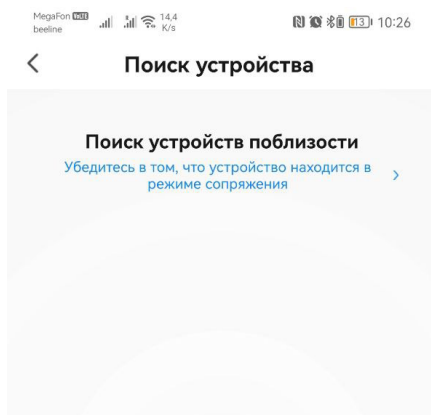 MegaFon VoLTE 14,4 13 10:26
beeline K/s
Поиск устройства
Поиск устройств поблизости
Убедитесь в том, что устройство находится в
режиме сопряжения